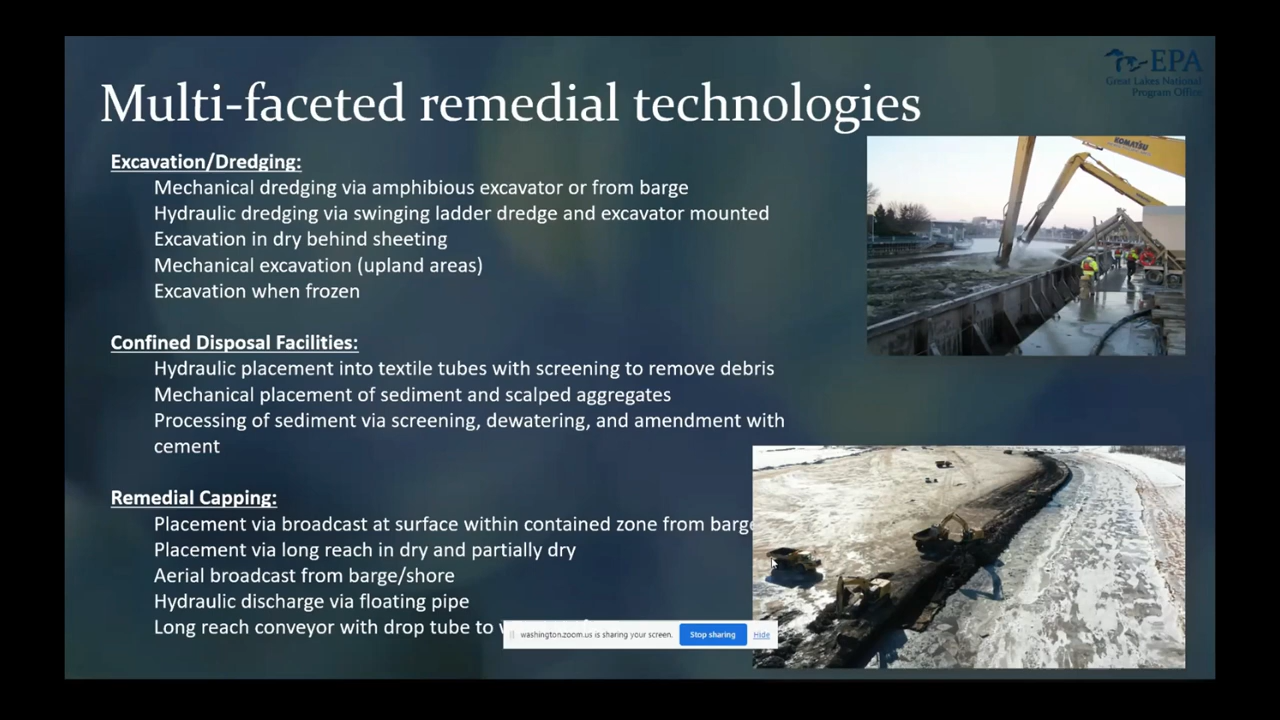 EPA
Great Lakes National
Program Office
Multi-faceted remedial technologies
KOMATSU
Excavation/Dredging:
Mechanical dredging via amphibious excavator or from barge
Hydraulic dredging via swinging ladder dredge and excavator mounted
Excavation in dry behind sheeting
Mechanical excavation (upland areas)
Excavation when frozen
Confined Disposal Facilities:
Hydraulic placement into textile tubes with screening to remove debris
Mechanical placement of sediment and scalped aggregates
Processing of sediment via screening, dewatering, and amendment with
cement
Remedial Capping:
Placement via broadcast at surface within contained zone from barge
Placement via long reach in dry and partially dry
Aerial broadcast from barge/shore
Hydraulic discharge via floating pipe
Long reach conveyor with drop tube to
washington.zoom.us is sharing your screen.
Stop sharing
Hide